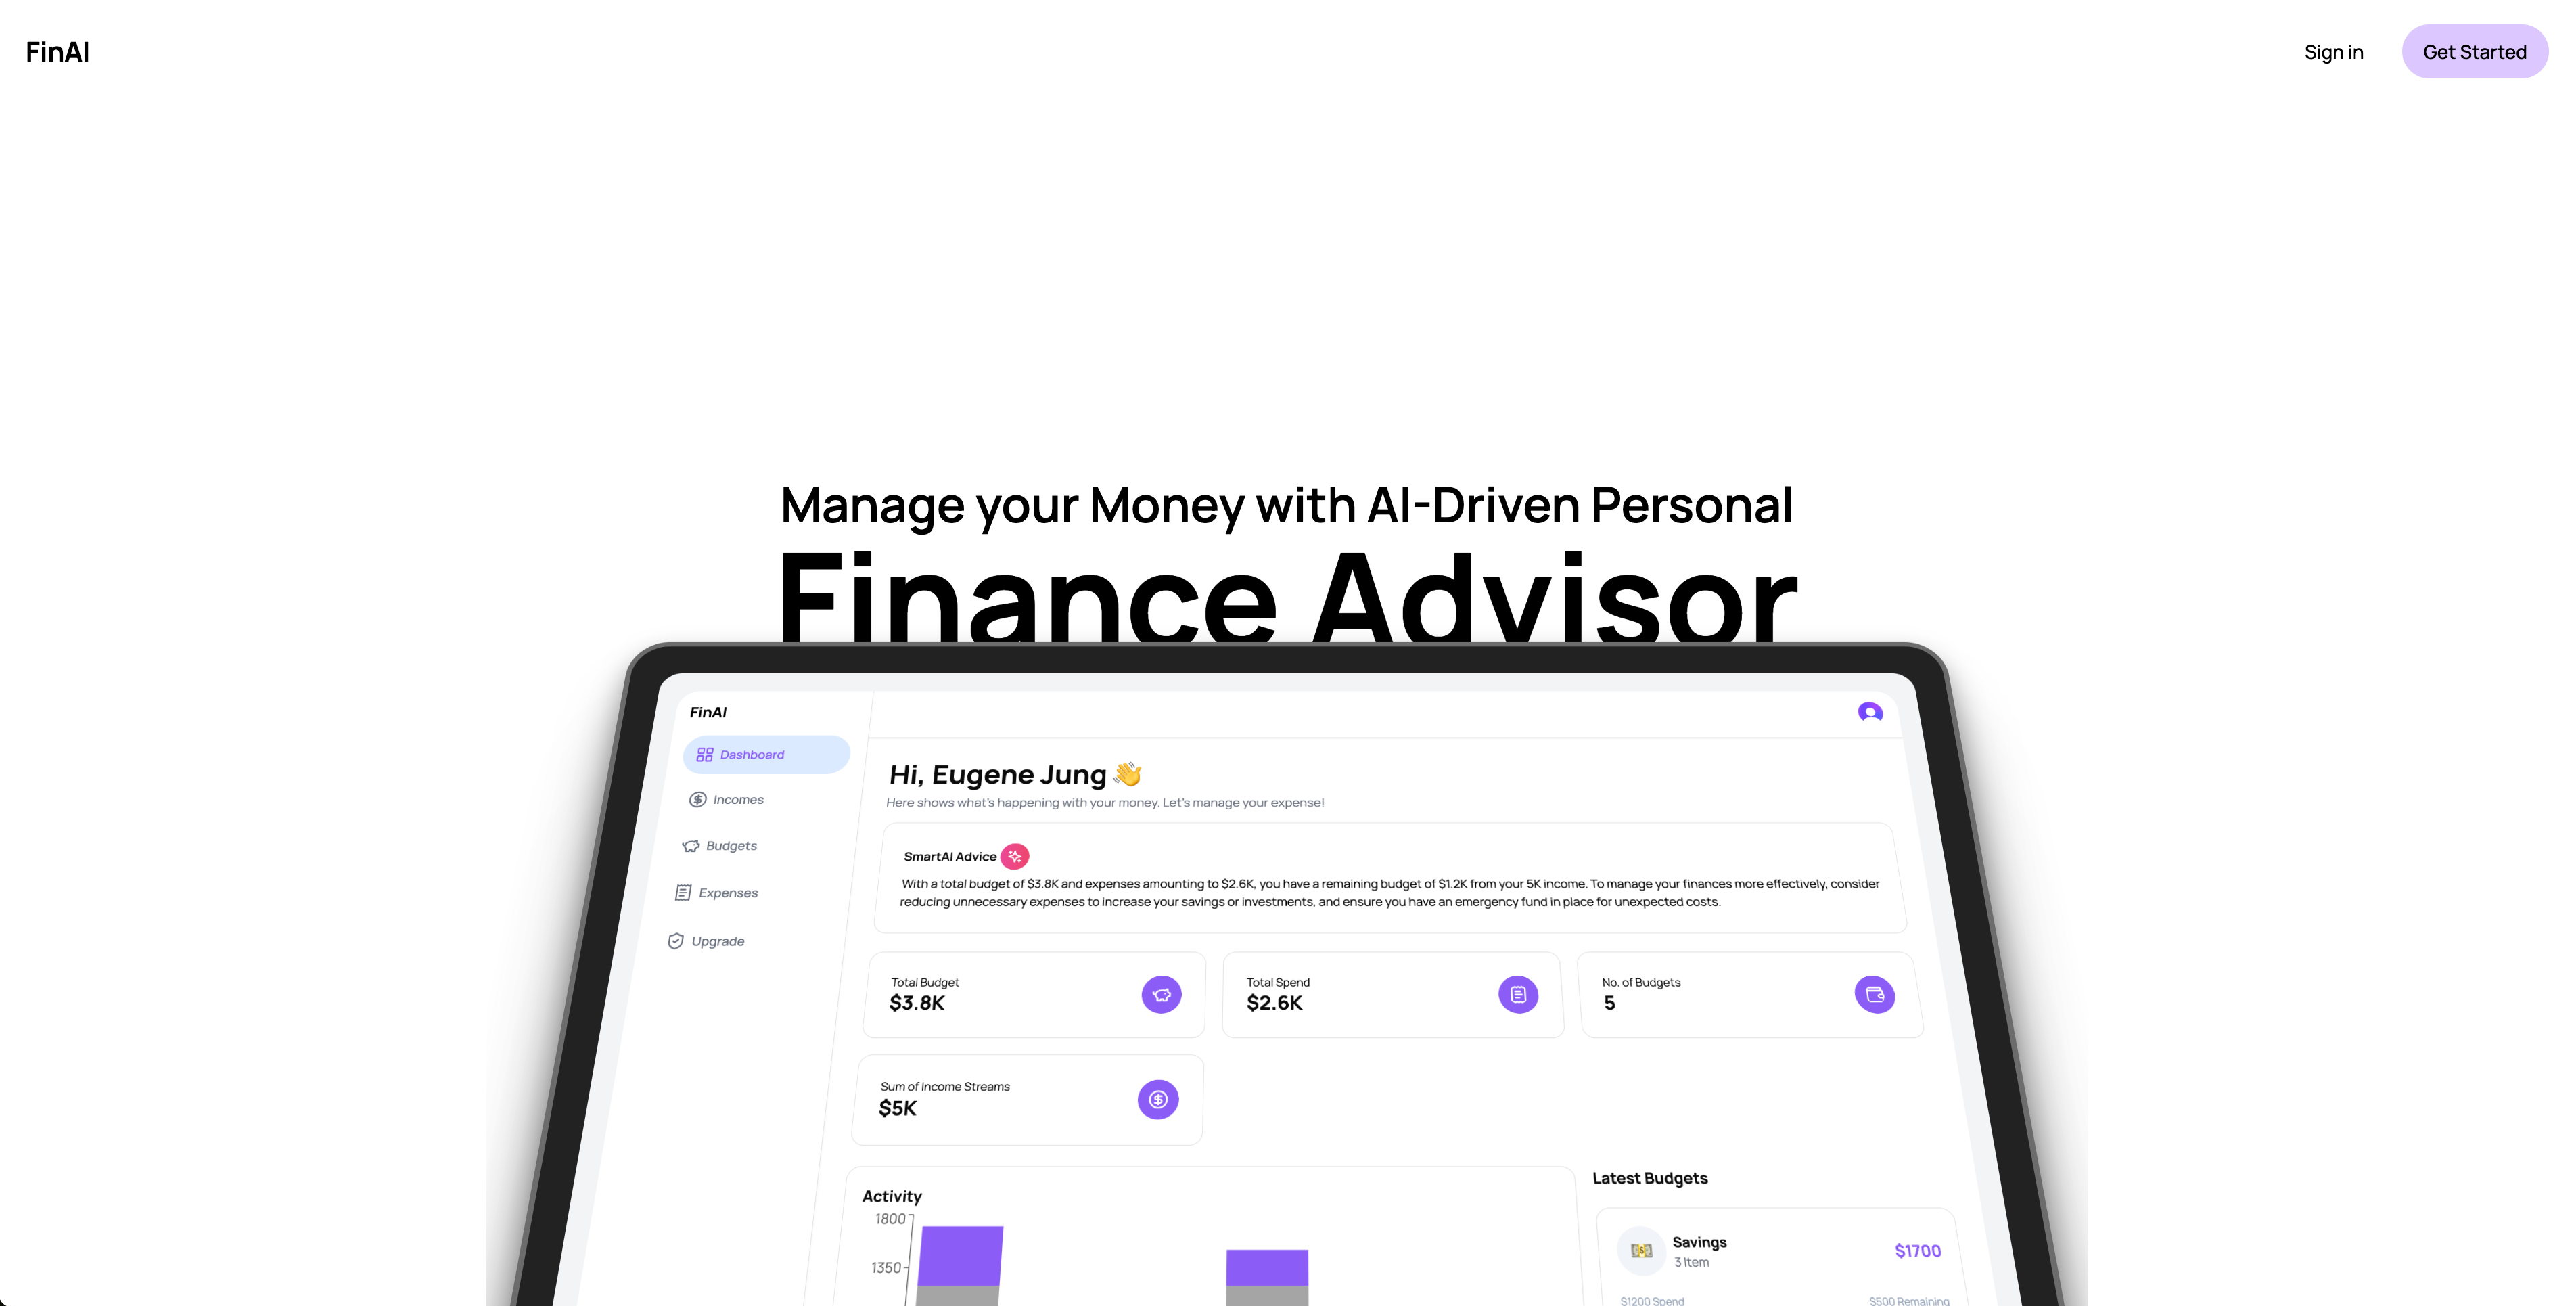 FinAI
Sign in
Get Started
Manage your Money with AI-Driven Personal
Finance Advisor
FinAI
Dashboard
Incomes
Budgets
Expenses
Upgrade
Hi, Eugene Jung 👋
Here shows what's happening with your money. Let's manage your expense!
SmartAI Advice
With a total budget of $3.8K and expenses amounting to $2.6K, you have a remaining budget of $1.2K from your 5K income. To manage your finances more effectively, consider
reducing unnecessary expenses to increase your savings or investments, and ensure you have an emergency fund in place for unexpected costs.
Total Budget
$3.8K
Total Spend
$2.6K
No. of Budgets
5
Sum of Income Streams
$5K
Activity
1800
1350
Latest Budgets
Savings
3 Item
$1700
$1200 Spend
$500 Remaining